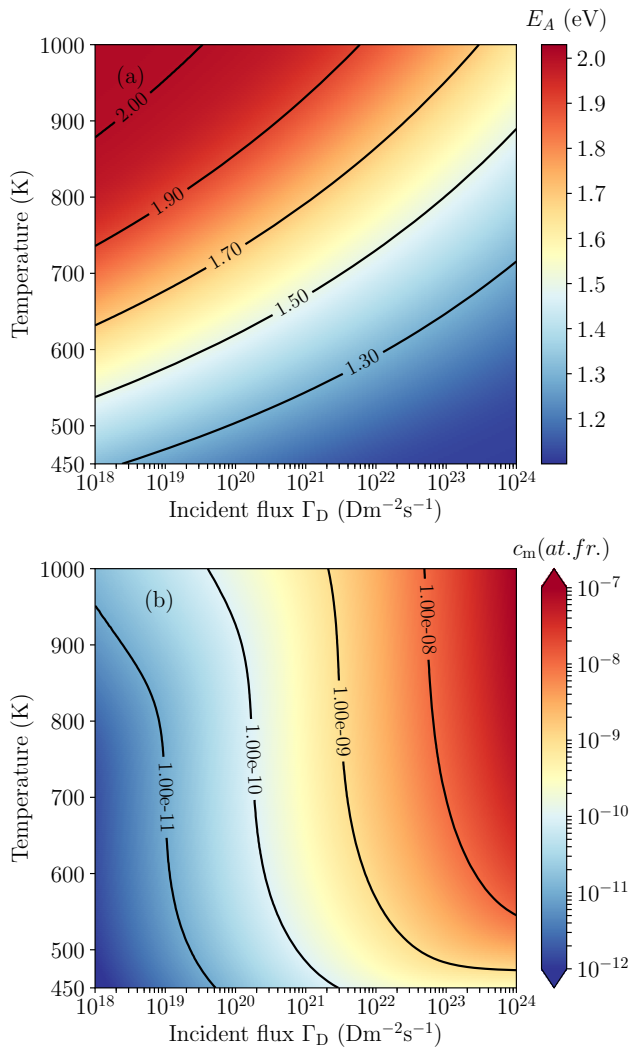 E_A (eV)
(a)
1000
900
800
700
600
500
450
Temperature (K)
2.00
1.90
1.70
1.50
1.30
10^18 10^19 10^20 10^21 10^22 10^23 10^24
Incident flux Γ_D (Dm^−2s^−1)
2.0
1.9
1.8
1.7
1.6
1.5
1.4
1.3
1.2
c_m(at.fr.)
(b)
1000
900
800
700
600
500
450
Temperature (K)
1.00e-11
1.00e-10
1.00e-09
1.00e-08
10^18 10^19 10^20 10^21 10^22 10^23 10^24
Incident flux Γ_D (Dm^−2s^−1)
10^−7
10^−8
10^−9
10^−10
10^−11
10^−12